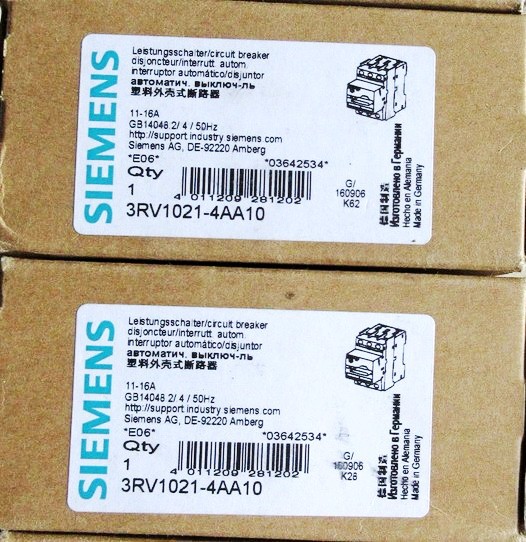 SIEMENS
Leistungsschalter/circuit breaker
disjoncteur/interrutt. autom.
interruptor automático/disjuntor
автоматич. выключ-ль
塑料外壳式断路器
11-16A
GB14048.2/ 4 / 50Hz
http://support industry siemens com
Siemens AG, DE-92220 Amberg
*E06*
*03642534*
Qty
1
4 011209 281202
3RV1021-4AA10
G/
160906
K62
德国制造
Изготовлено в Германии
Hecho en Alemania
Made in Germany
SIEMENS
Leistungsschalter/circuit breaker
disjoncteur/interrutt autom.
interruptor automático/disjuntor
автоматич. выключ-ль
塑料外壳式断路器
11-16A
GB14048 2/ 4 / 50Hz
http://support industry siemens com
Siemens AG, DE-92220 Amberg
*E06*
*03642534*
Qty
1
4 011209 281202
3RV1021-4AA10
G/
160906
K28
德国制造
Изготовлено в Германии
Hecho en Alemania
Made in Germany